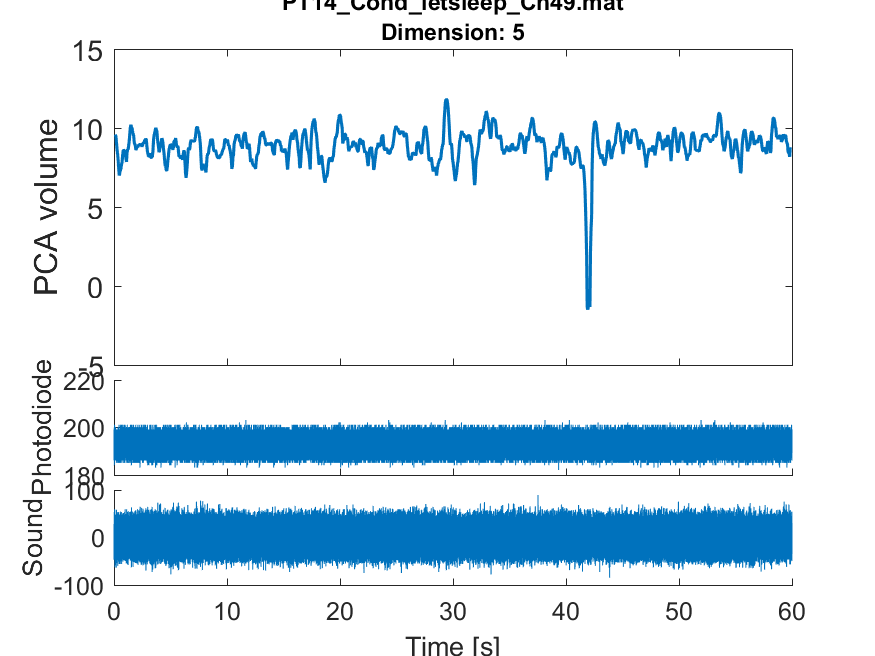 PT14_Cond_letsleep_Ch49.mat
Dimension: 5
15
10
5
0
-5
PCA volume
220
200
180
Photodiode
100
0
-100
Sound
0 10 20 30 40 50 60
Time [s]